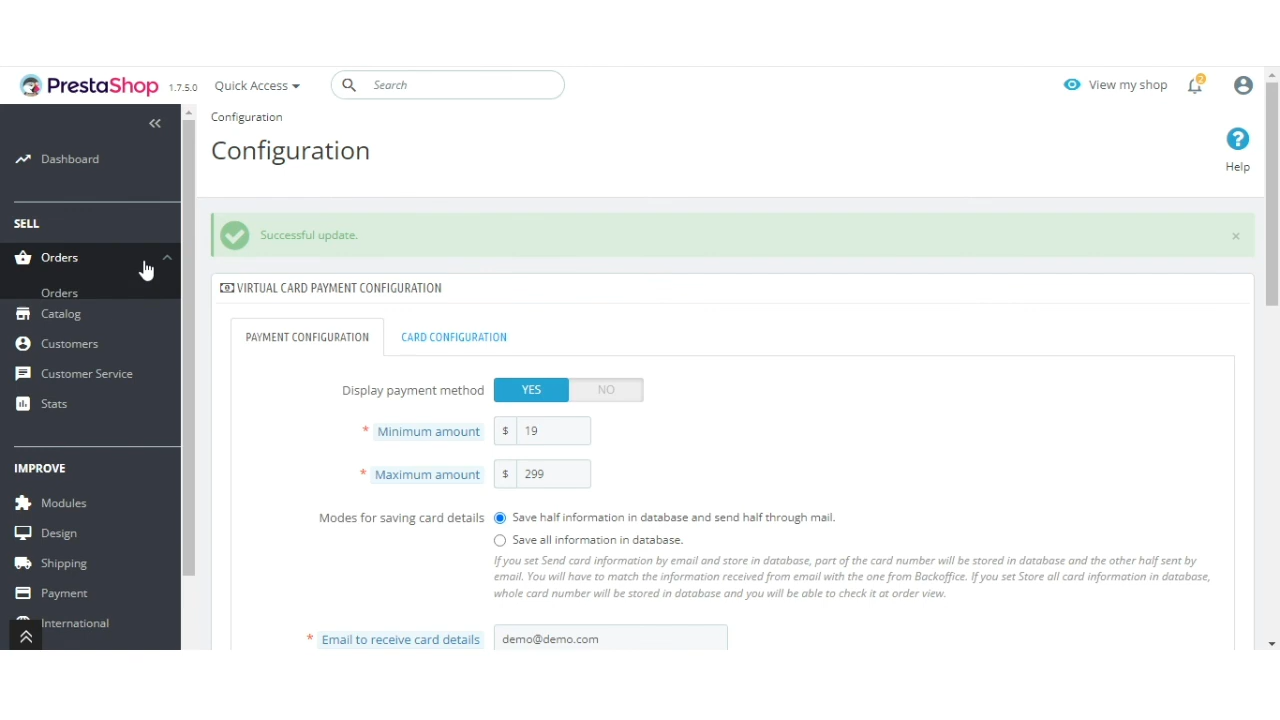 PrestaShop 1.7.5.0 Quick Access Search View my shop 2
Configuration
Configuration
Help
Dashboard
SELL
Orders
Orders
Catalog
Customers
Customer Service
Stats
IMPROVE
Modules
Design
Shipping
Payment
International
Successful update.
VIRTUAL CARD PAYMENT CONFIGURATION
PAYMENT CONFIGURATION CARD CONFIGURATION
Display payment method YES NO
* Minimum amount $ 19
* Maximum amount $ 299
Modes for saving card details Save half information in database and send half through mail.
Save all information in database.
If you set Send card information by email and store in database, part of the card number will be stored in database and the other half sent by
email. You will have to match the information received from email with the one from Backoffice. If you set Store all card information in database,
whole card number will be stored in database and you will be able to check it at order view.
* Email to receive card details demo@demo.com